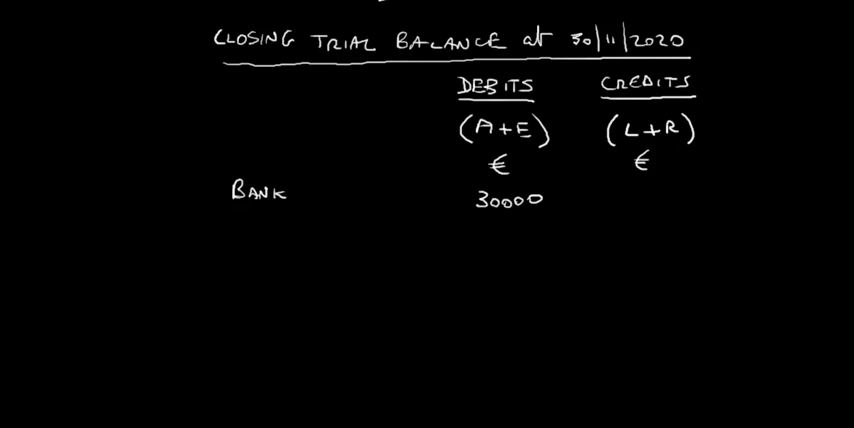 CLOSING TRIAL BALANCE at 30/11/2020
DEBITS CREDITS
(A+E) (L+R)
€ €
BANK 30000